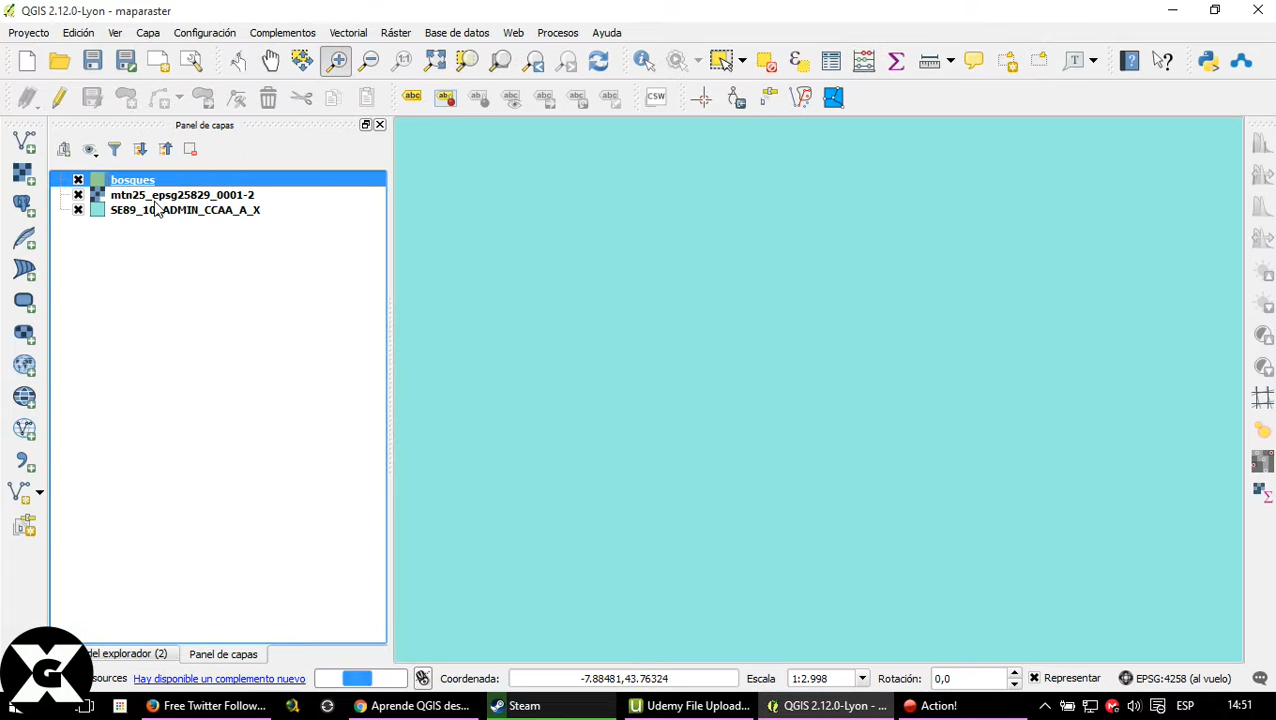 QGIS 2.12.0-Lyon - maparaster
Proyecto Edición Ver Capa Configuración Complementos Vectorial Ráster Base de datos Web Procesos Ayuda
Panel de capas
bosques
mtn25_epsg25829_0001-2
SE89_10_ADMIN_CCAA_A_X
del explorador (2) Panel de capas
Hay disponible un complemento nuevo Coordenada: -7.88481,43.76324 Escala 1:2.998 Rotación: 0,0 Representar EPSG:4258 (al vuelo)
Free Twitter Follow... Aprende QGIS des... Steam Udemy File Upload... QGIS 2.12.0-Lyon - ... Action! ESP 14:51
XG